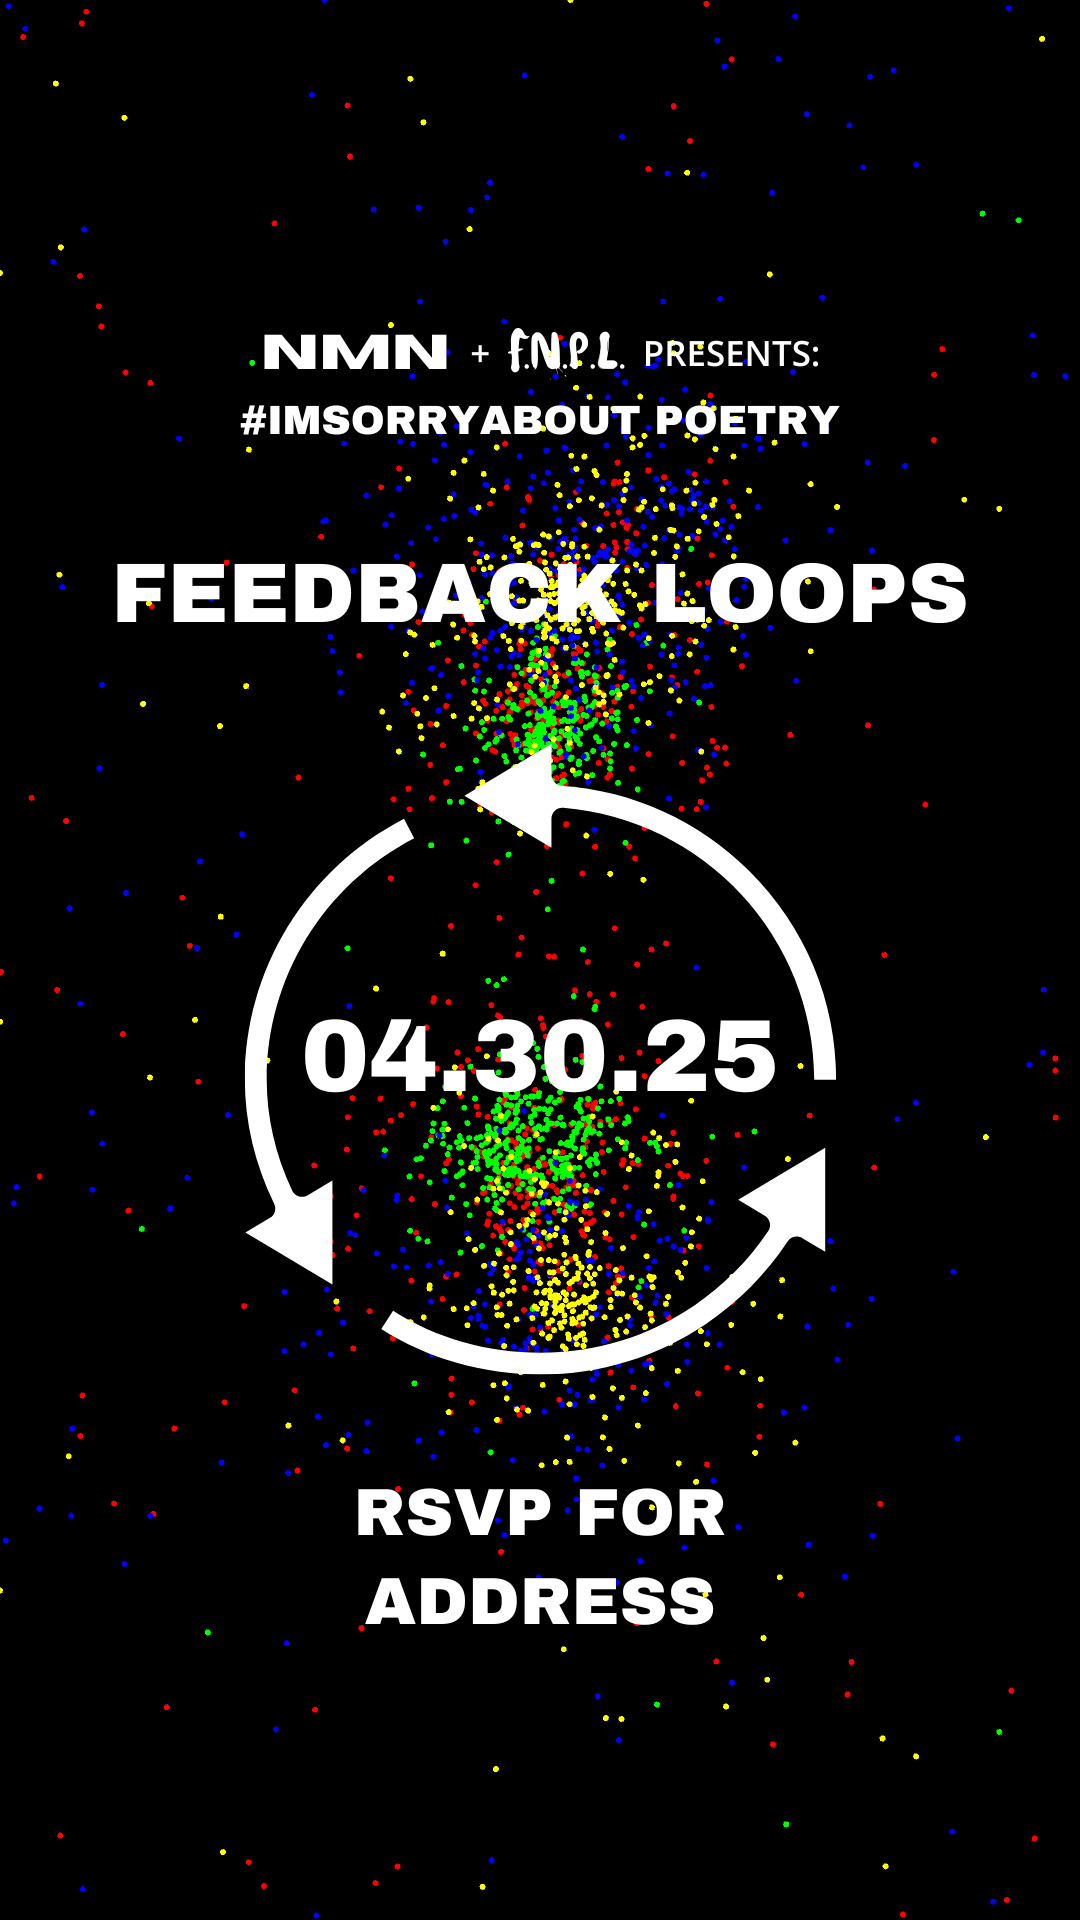 NMN + F.N.P.L. PRESENTS:
#IMSORRYABOUT POETRY
FEEDBACK LOOPS
04.30.25
RSVP FOR
ADDRESS